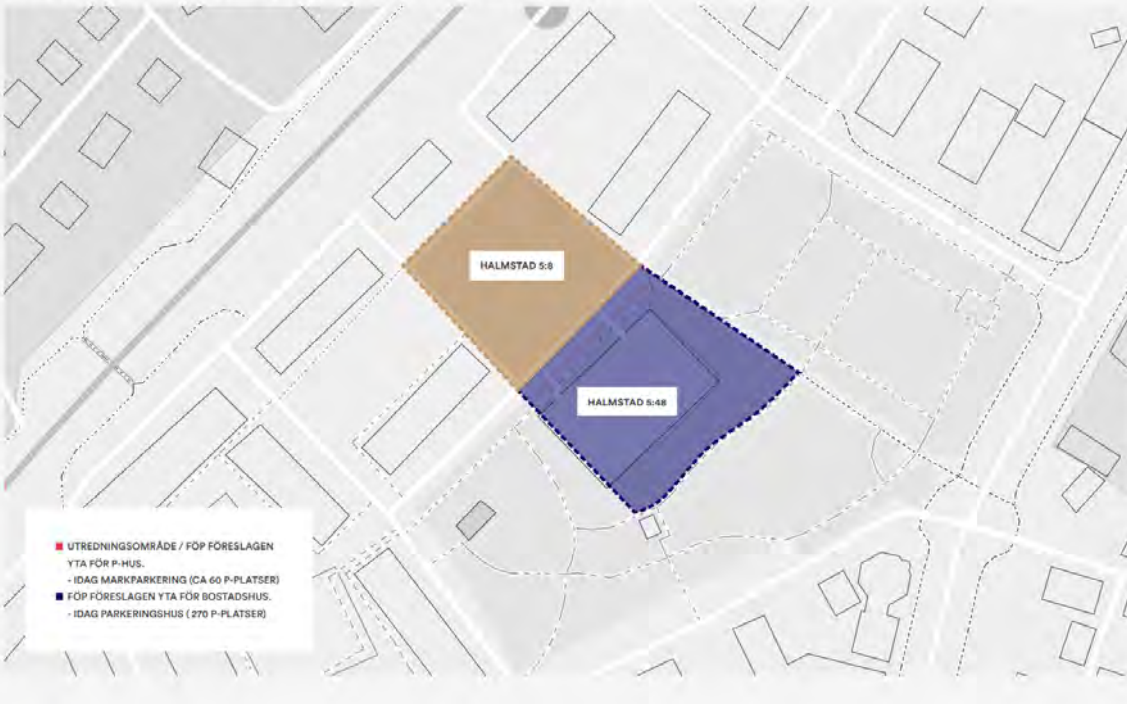 HALMSTAD 5:8
HALMSTAD 5:48
UTREDNINGSOMRÅDE / FÖP FÖRESLAGEN
YTA FÖR P-HUS.
- IDAG MARKPARKERING (CA 60 P-PLATSER)
FÖP FÖRESLAGEN YTA FÖR BOSTADSHUS.
- IDAG PARKERINGSHUS ( 270 P-PLATSER)